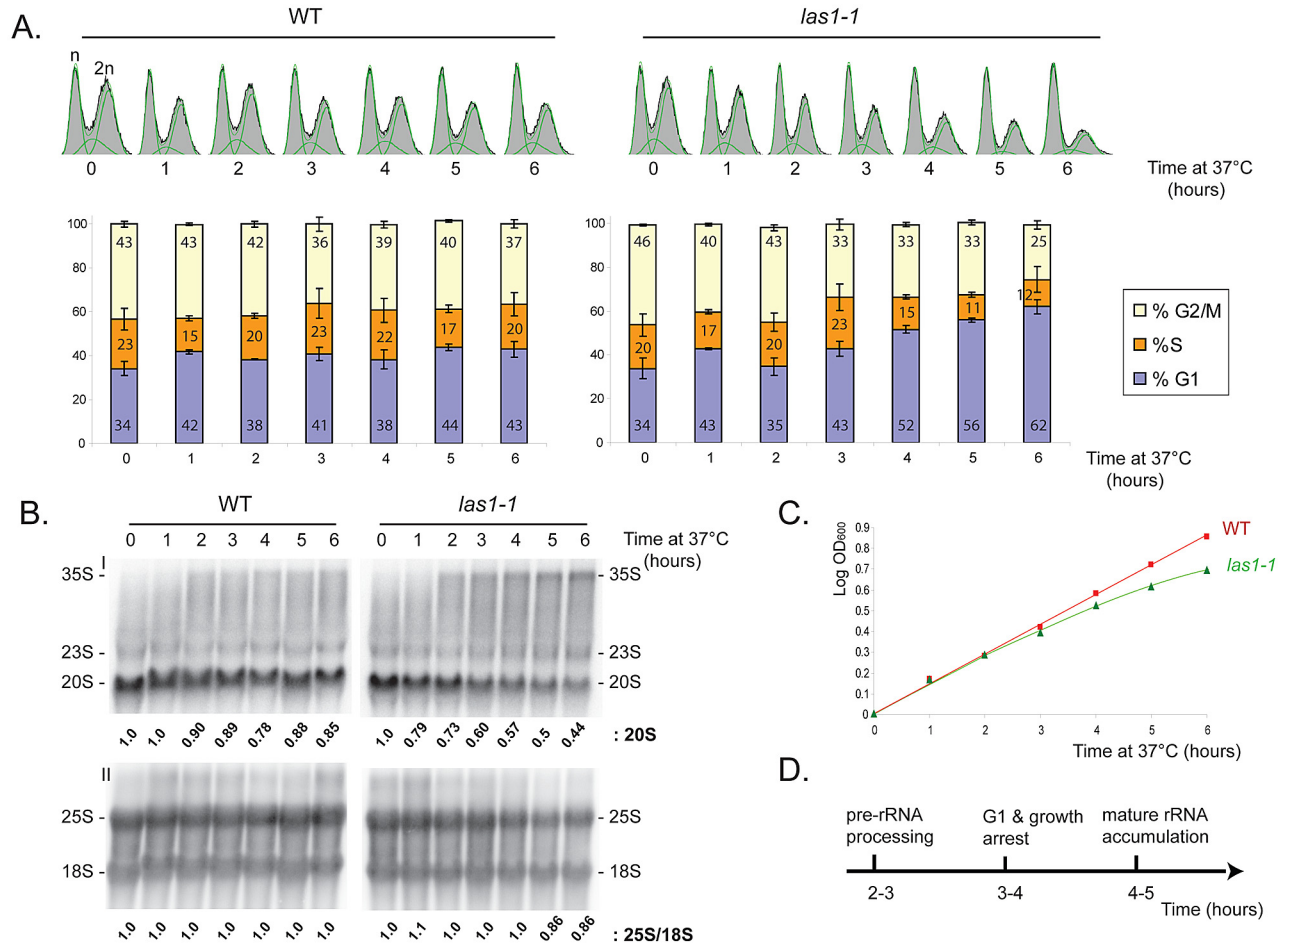 A.
WT
las1-1
n
2n
0 1 2 3 4 5 6
0 1 2 3 4 5 6
Time at 37°C
(hours)
100
80
60
40
20
0
43 43 42 36 39 40 37
23 15 20 23 22 17 20
34 42 38 41 38 44 43
0 1 2 3 4 5 6
100
80
60
40
20
0
46 40 43 33 33 33 25
20 17 20 23 15 11 12
34 43 35 43 52 56 62
0 1 2 3 4 5 6
Time at 37°C
(hours)
% G2/M
%S
% G1
B.
WT
las1-1
0 1 2 3 4 5 6
0 1 2 3 4 5 6
Time at 37°C
(hours)
I
35S - - 35S
23S - - 23S
20S - - 20S
1.0 1.0 0.90 0.89 0.78 0.88 0.85
1.0 0.79 0.73 0.60 0.57 0.5 0.44
: 20S
II
25S - - 25S
18S - - 18S
1.0 1.0 1.0 1.0 1.0 1.0 1.0
1.0 1.1 1.0 1.0 1.0 0.86 0.86
: 25S/18S
C.
Log OD600
0.9
0.8
0.7
0.6
0.5
0.4
0.3
0.2
0.1
0
WT
las1-1
0 1 2 3 4 5 6
Time at 37°C (hours)
D.
pre-rRNA
processing
G1 & growth
arrest
mature rRNA
accumulation
2-3
3-4
4-5
Time (hours)